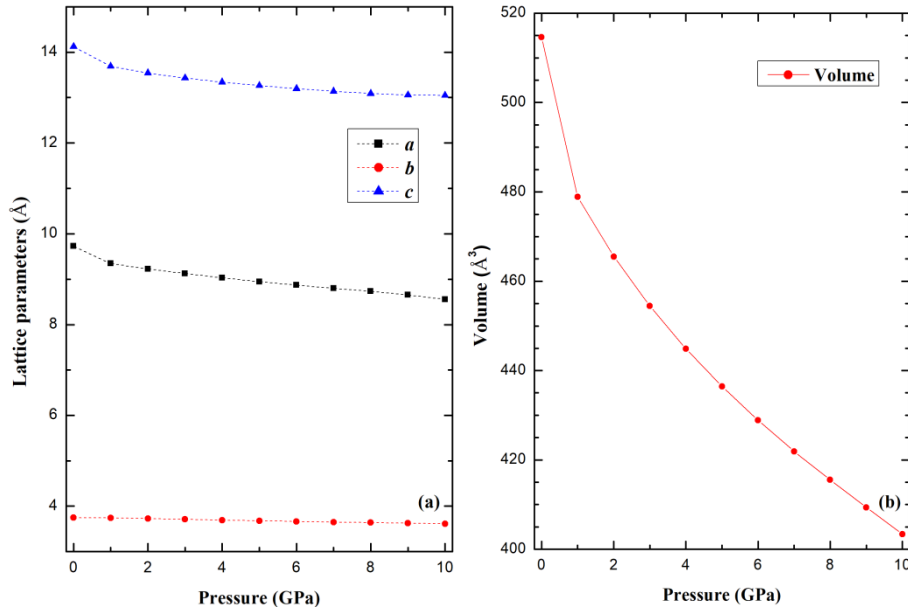 14
12
10
8
6
4
Lattice parameters (Å)
a
b
c
(a)
0 2 4 6 8 10
Pressure (GPa)
520
500
480
460
440
420
400
Volume (Å³)
Volume
(b)
0 2 4 6 8 10
Pressure (GPa)